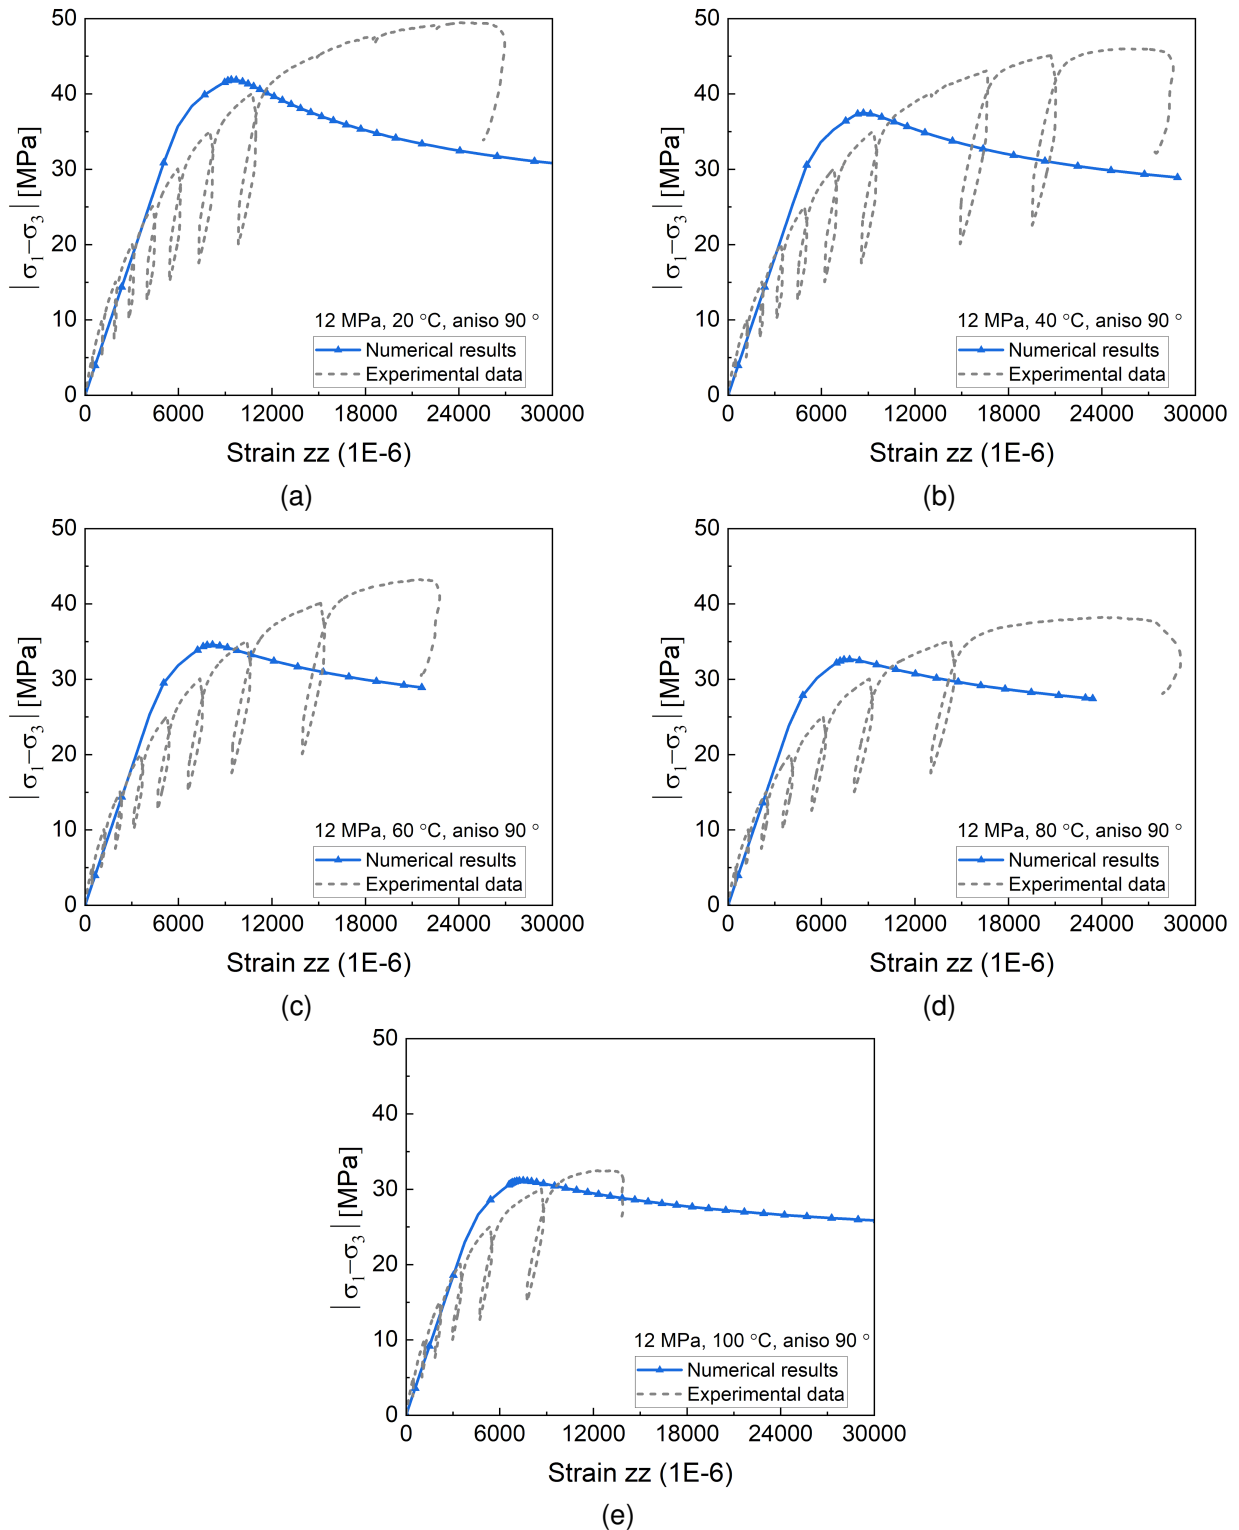 50
40
30
20
10
0
|σ1–σ3| [MPa]
12 MPa, 20 °C, aniso 90 °
Numerical results
Experimental data
0 6000 12000 18000 24000 30000
Strain zz (1E-6)
(a)
50
40
30
20
10
0
|σ1–σ3| [MPa]
12 MPa, 40 °C, aniso 90 °
Numerical results
Experimental data
0 6000 12000 18000 24000 30000
Strain zz (1E-6)
(b)
50
40
30
20
10
0
|σ1–σ3| [MPa]
12 MPa, 60 °C, aniso 90 °
Numerical results
Experimental data
0 6000 12000 18000 24000 30000
Strain zz (1E-6)
(c)
50
40
30
20
10
0
|σ1–σ3| [MPa]
12 MPa, 80 °C, aniso 90 °
Numerical results
Experimental data
0 6000 12000 18000 24000 30000
Strain zz (1E-6)
(d)
50
40
30
20
10
0
|σ1–σ3| [MPa]
12 MPa, 100 °C, aniso 90 °
Numerical results
Experimental data
0 6000 12000 18000 24000 30000
Strain zz (1E-6)
(e)